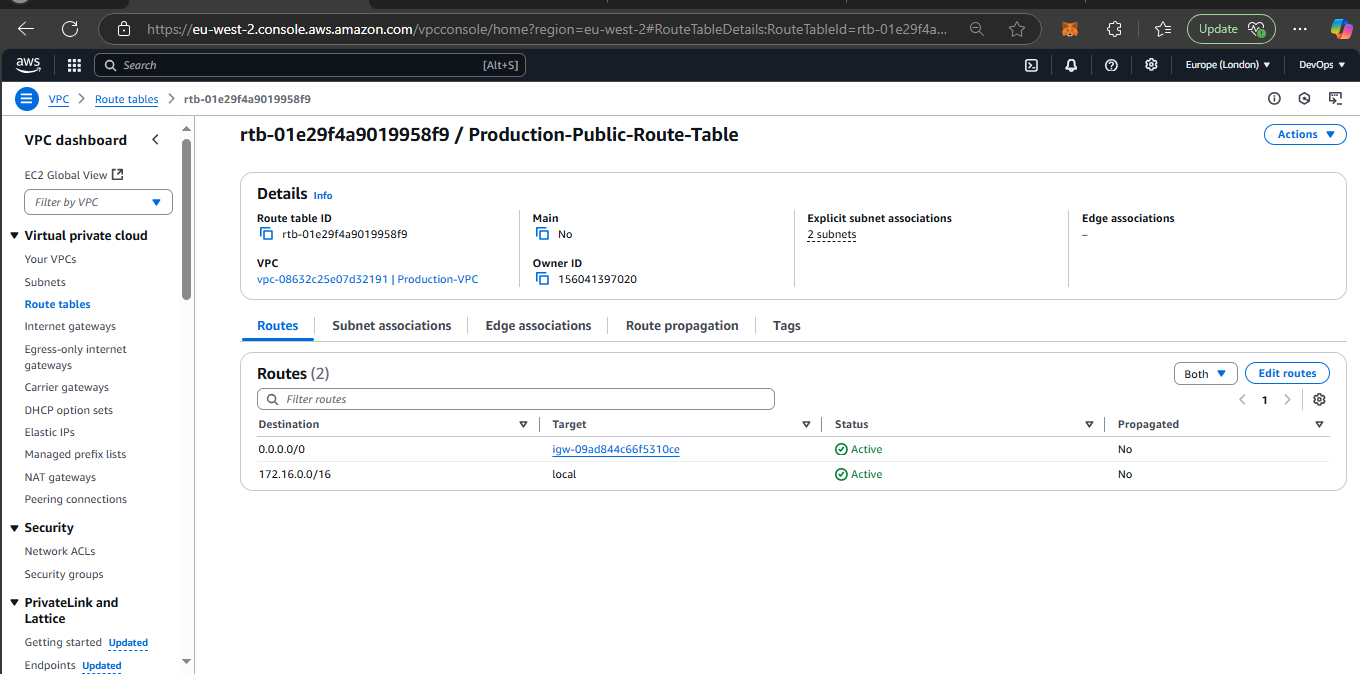 https://eu-west-2.console.aws.amazon.com/vpcconsole/home?region=eu-west-2#RouteTableDetails:RouteTableId=rtb-01e29f4a...
Update
aws
Search
[Alt+S]
Europe (London)
DevOps
VPC
Route tables
rtb-01e29f4a9019958f9
VPC dashboard
EC2 Global View
Filter by VPC
Virtual private cloud
Your VPCs
Subnets
Route tables
Internet gateways
Egress-only internet
gateways
Carrier gateways
DHCP option sets
Elastic IPs
Managed prefix lists
NAT gateways
Peering connections
Security
Network ACLs
Security groups
PrivateLink and
Lattice
Getting started Updated
Endpoints Updated
rtb-01e29f4a9019958f9 / Production-Public-Route-Table
Actions
Details Info
Route table ID
rtb-01e29f4a9019958f9
VPC
vpc-08632c25e07d32191 | Production-VPC
Main
No
Owner ID
156041397020
Explicit subnet associations
2 subnets
Edge associations
–
Routes
Subnet associations
Edge associations
Route propagation
Tags
Routes (2)
Both
Edit routes
Filter routes
1
Destination Target Status Propagated
0.0.0.0/0 igw-09ad844c66f5310ce Active No
172.16.0.0/16 local Active No